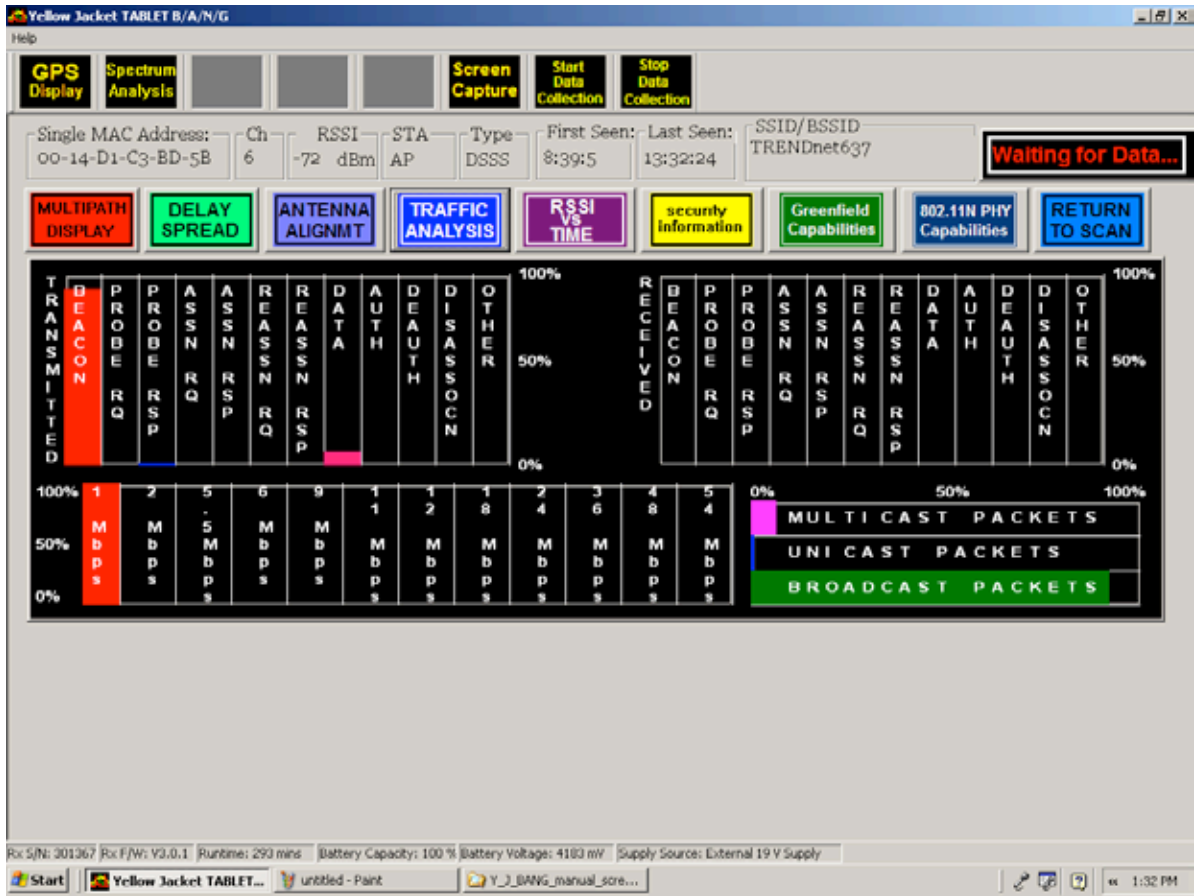 Yellow Jacket TABLET B/A/N/G
Help
GPS Display
Spectrum Analysis
Screen Capture
Start Data Collection
Stop Data Collection
Single MAC Address: Ch RSSI STA Type First Seen: Last Seen: SSID/BSSID
00-14-D1-C3-BD-5B 6 -72 dBm AP DSSS 8:39:5 13:32:24 TRENDnet637
Waiting for Data...
MULTIPATH DISPLAY
DELAY SPREAD
ANTENNA ALIGNMT
TRAFFIC ANALYSIS
RSSI vs TIME
security information
Greenfield Capabilities
802.11N PHY Capabilities
RETURN TO SCAN
TRANSMITTED
BEACON
PROBE RQ
PROBE RSP
ASSN RQ
ASSN RSP
REASSN RQ
REASSN RSP
DATA
AUTH
DEAUTH
DISASSOCN
OTHER
100%
50%
0%
RECEIVED
BEACON
PROBE RQ
PROBE RSP
ASSN RQ
ASSN RSP
REASSN RQ
REASSN RSP
DATA
AUTH
DEAUTH
DISASSOCN
OTHER
100%
50%
0%
100%
50%
0%
1 Mbps
2 Mbps
5.5 Mbps
6 Mbps
9 Mbps
11 Mbps
12 Mbps
18 Mbps
24 Mbps
36 Mbps
48 Mbps
54 Mbps
0% 50% 100%
MULTICAST PACKETS
UNICAST PACKETS
BROADCAST PACKETS
Rx S/N: 301367 Rx F/W: V3.0.1 Runtime: 293 mins Battery Capacity: 100 % Battery Voltage: 4183 mV Supply Source: External 19 V Supply
Start Yellow Jacket TABLET... untitled - Paint Y_J_BANG_manual_scre... « 1:32 PM